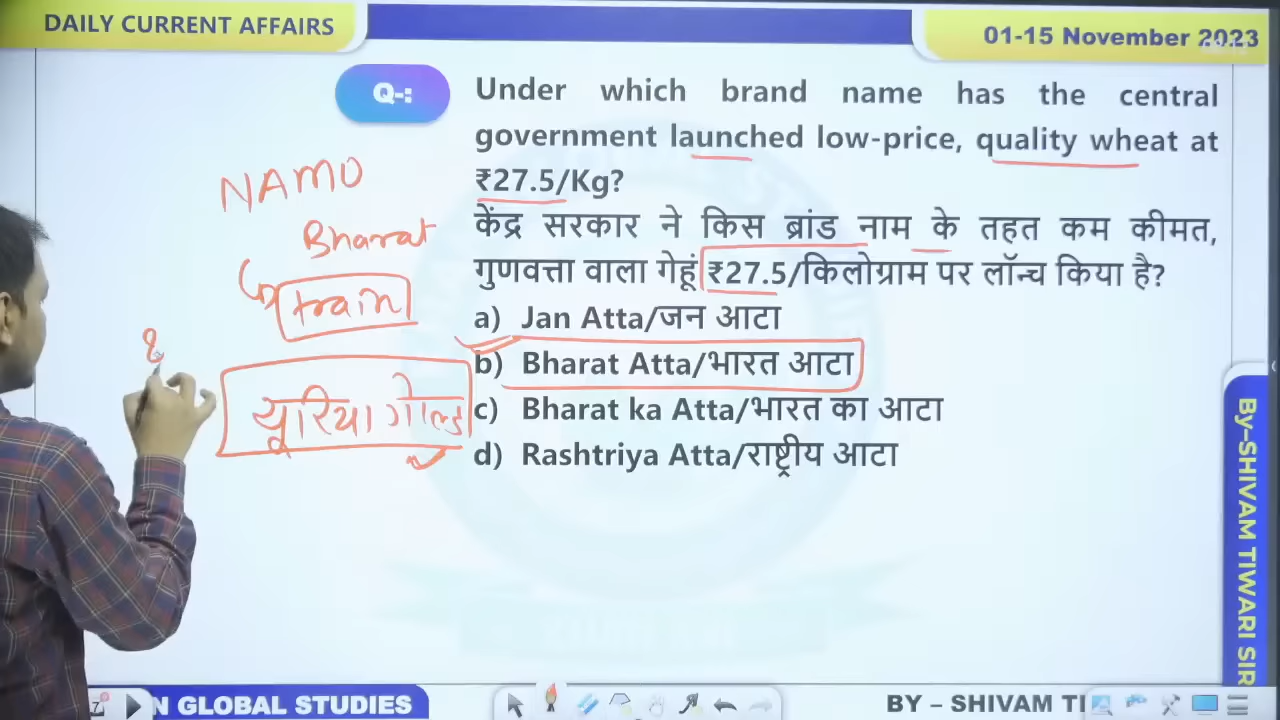 DAILY CURRENT AFFAIRS
01-15 November 2023
Q-:
Under which brand name has the central
government launched low-price, quality wheat at
₹27.5/Kg?
केंद्र सरकार ने किस ब्रांड नाम के तहत कम कीमत,
गुणवत्ता वाला गेहूं ₹27.5/किलोग्राम पर लॉन्च किया है?
a) Jan Atta/जन आटा
b) Bharat Atta/भारत आटा
c) Bharat ka Atta/भारत का आटा
d) Rashtriya Atta/राष्ट्रीय आटा
NAMO
Bharat
train
यूरिया गोल्ड
By-SHIVAM TIWARI SIR
N GLOBAL STUDIES
BY – SHIVAM TI